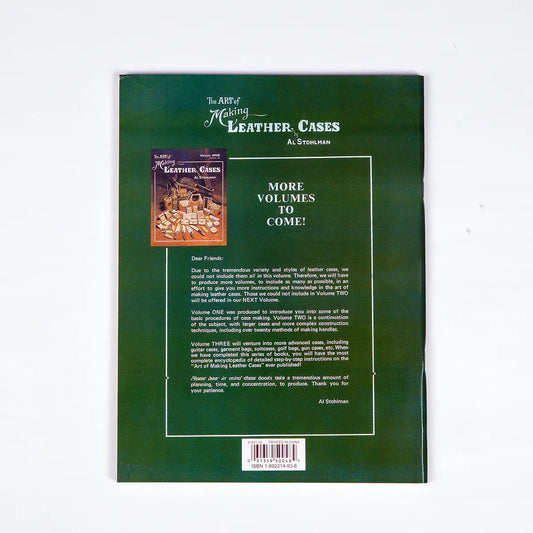 The ART of
Making
LEATHER CASES
by
AL STOHLMAN
The ART of
Making
LEATHER CASES
AL STOHLMAN
MORE
VOLUMES
TO
COME!
Dear Friends:
Due to the tremendous variety and styles of leather cases, we
could not include them all in this volume. Therefore, we will have
to produce more volumes, to include as many as possible, in an
effort to give you more instructions and knowledge in the art of
making leather cases. Those we could not include in Volume TWO
will be offered in our NEXT Volume.
Volume ONE was produced to introduce you into some of the
basic procedures of case making. Volume TWO is a continuation
of the subject, with larger cases and more complex construction
techniques, including over twenty methods of making handles.
Volume THREE will venture into more advanced cases, including
guitar cases, garment bags, suitcases, golf bags, gun cases, etc. When
we have completed this series of books, you will have the most
complete encyclopedia of detailed step-by-step instructions on the
"Art of Making Leather Cases" ever published!
take a tremendous amount of
planning, time, and concentration, to produce. Thank you for
your patience.
Al Stohlman
PRINTED IN CHINA
0 31359 50048 4
ISBN 1-892214-93-8